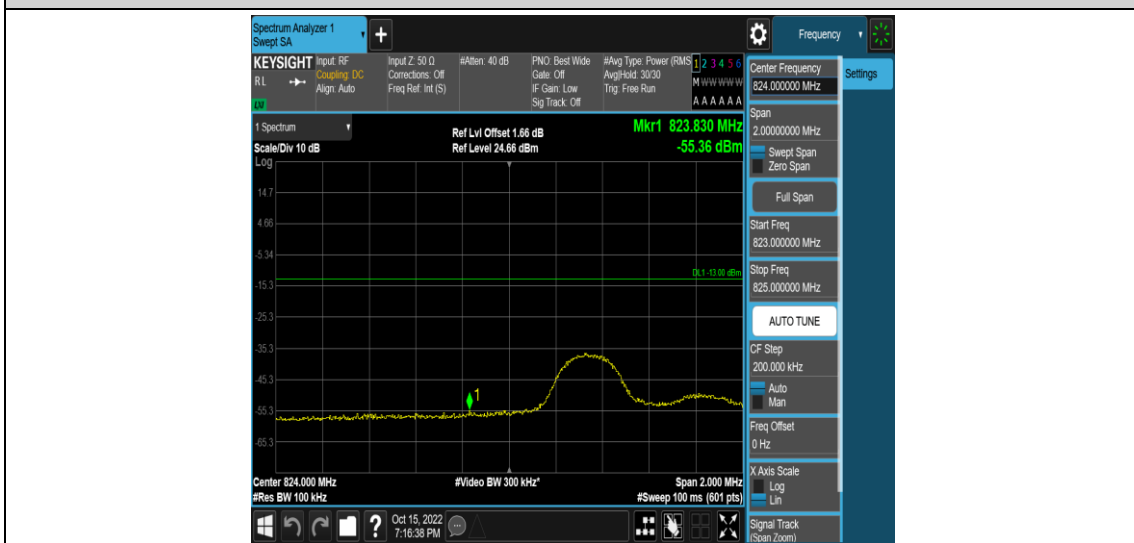 Spectrum Analyzer 1
Swept SA
+
Frequency
KEYSIGHT
RL
LXI
Input: RF
Coupling: DC
Align: Auto
Input Z: 50 Ω
Corrections: Off
Freq Ref: Int (S)
#Atten: 40 dB
PNO: Best Wide
Gate: Off
IF Gain: Low
Sig Track: Off
#Avg Type: Power (RMS
Avg|Hold: 30/30
Trig: Free Run
1 2 3 4 5 6
M W W W W W
A A A A A A
1 Spectrum
Scale/Div 10 dB
Log
Ref Lvl Offset 1.66 dB
Ref Level 24.66 dBm
Mkr1 823.830 MHz
-55.36 dBm
14.7
4.66
-5.34
DL1 -13.00 dBm
-15.3
-25.3
-35.3
-45.3
1
-55.3
-65.3
Center 824.000 MHz
#Video BW 300 kHz*
Span 2.000 MHz
#Res BW 100 kHz
#Sweep 100 ms (601 pts)
?
Oct 15, 2022
7:16:38 PM
Center Frequency
824.000000 MHz
Settings
Span
2.00000000 MHz
Swept Span
Zero Span
Full Span
Start Freq
823.000000 MHz
Stop Freq
825.000000 MHz
AUTO TUNE
CF Step
200.000 kHz
Auto
Man
Freq Offset
0 Hz
X Axis Scale
Log
Lin
Signal Track
(Span Zoom)